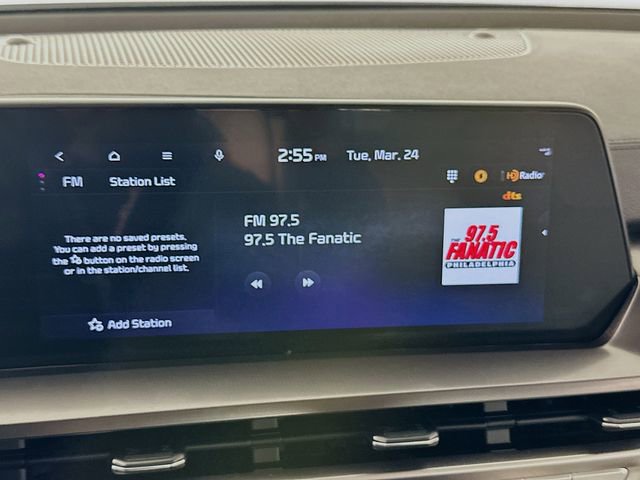 2:55 PM Tue, Mar. 24
FM Station List
HD Radio
dts
There are no saved presets.
You can add a preset by pressing
the button on the radio screen
or in the station/channel list.
Add Station
FM 97.5
97.5 The Fanatic
97.5
THE FANATIC
PHILADELPHIA